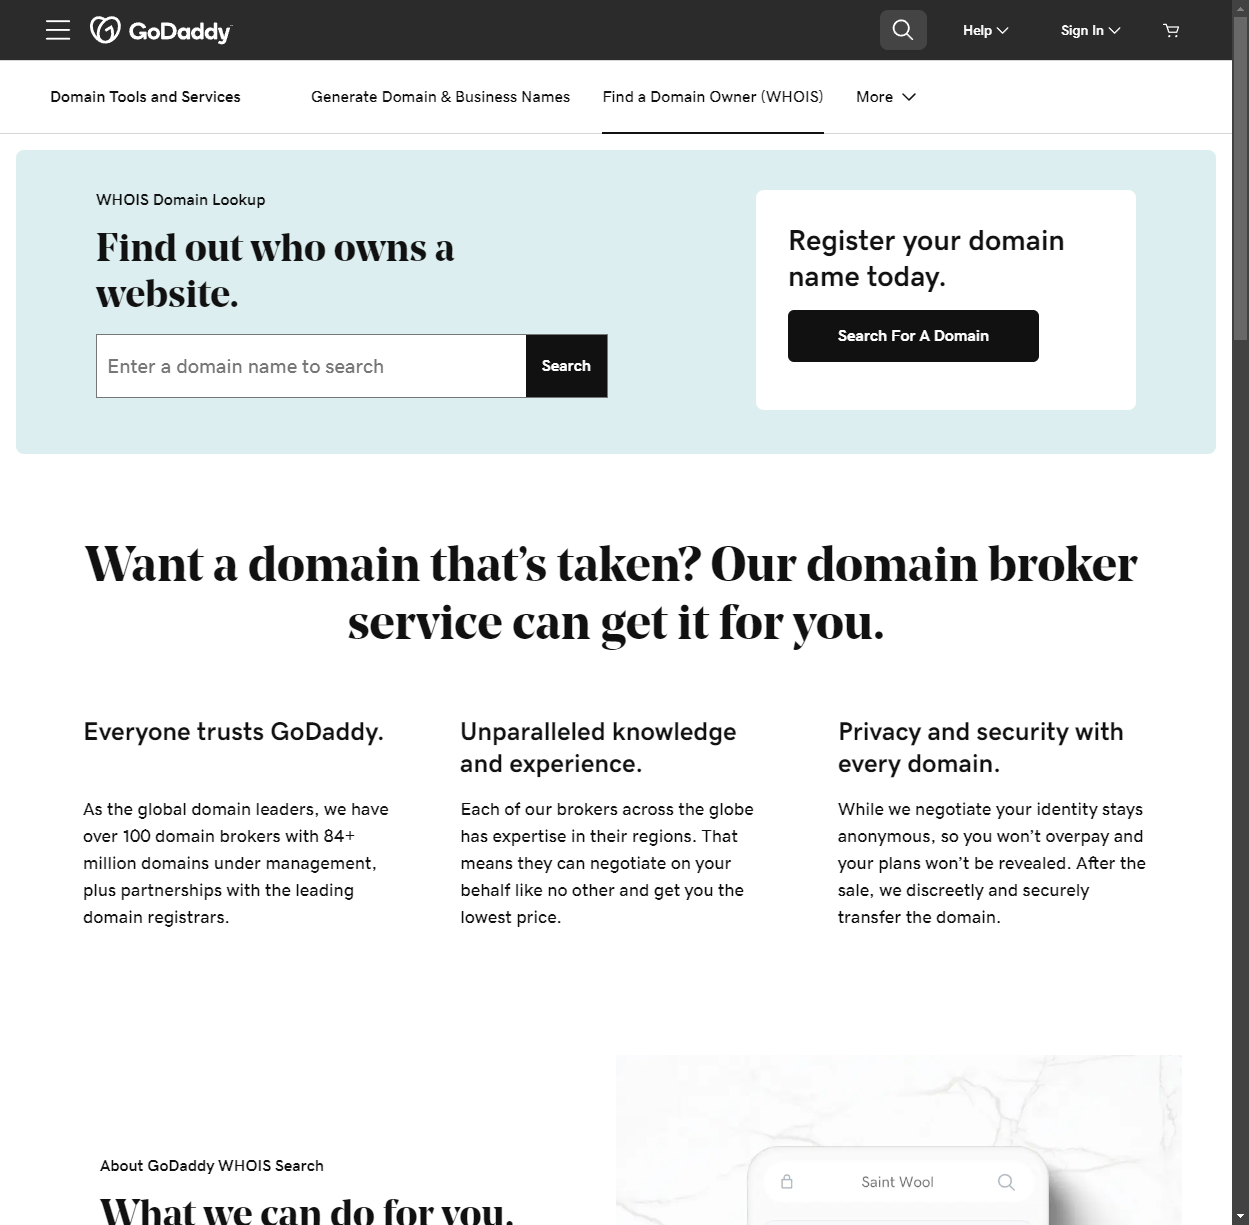 GoDaddy
Help
Sign In
Domain Tools and Services
Generate Domain & Business Names
Find a Domain Owner (WHOIS)
More
WHOIS Domain Lookup
Find out who owns a
website.
Enter a domain name to search
Search
Register your domain
name today.
Search For A Domain
Want a domain that’s taken? Our domain broker
service can get it for you.
Everyone trusts GoDaddy.
As the global domain leaders, we have
over 100 domain brokers with 84+
million domains under management,
plus partnerships with the leading
domain registrars.
Unparalleled knowledge
and experience.
Each of our brokers across the globe
has expertise in their regions. That
means they can negotiate on your
behalf like no other and get you the
lowest price.
Privacy and security with
every domain.
While we negotiate your identity stays
anonymous, so you won’t overpay and
your plans won’t be revealed. After the
sale, we discreetly and securely
transfer the domain.
About GoDaddy WHOIS Search
What we can do for you.
Saint Wool